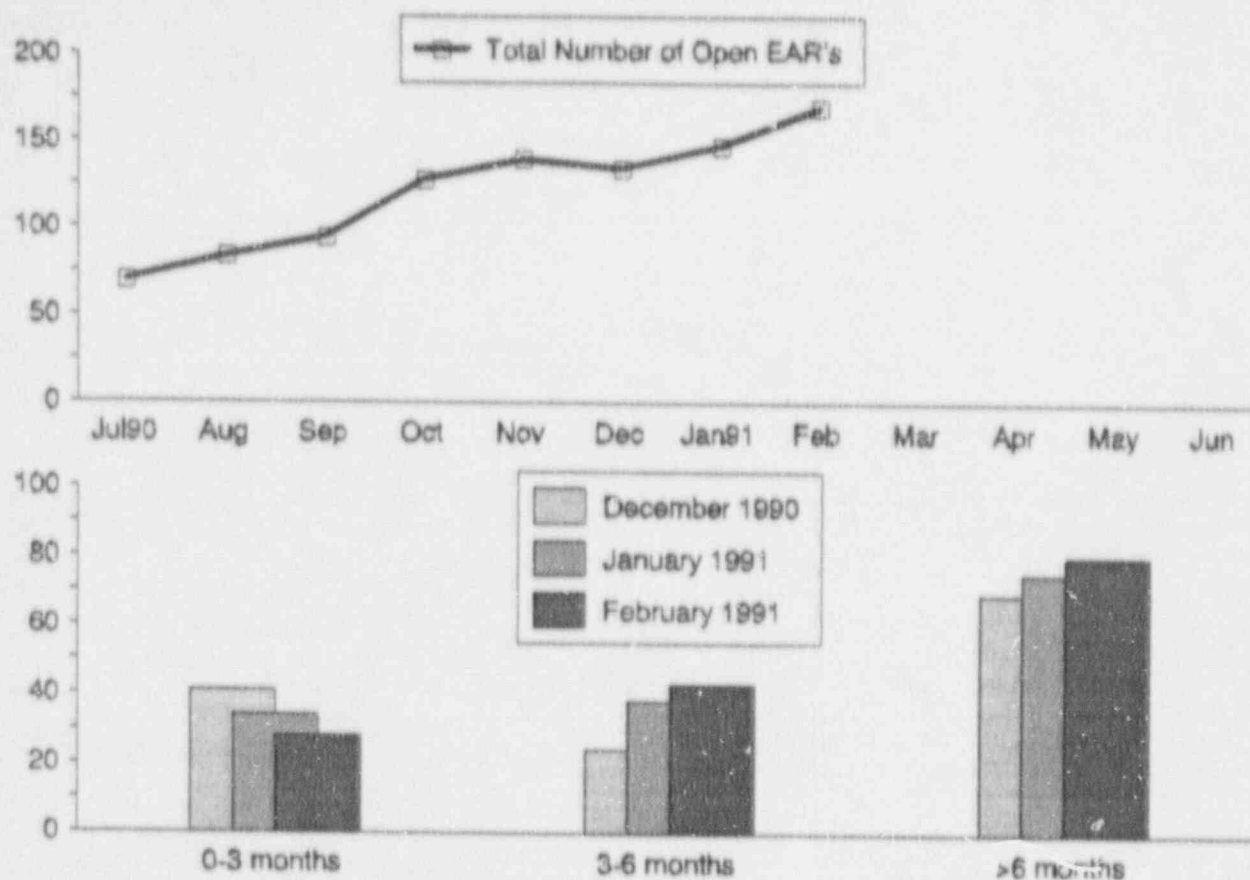 Total Number of Open EAR's
200
150
100
50
0
Jul90 Aug Sep Oct Nov Dec Jan91 Feb Mar Apr May Jun
100
80
60
40
20
0
December 1990
January 1991
February 1991
0-3 months 3-6 months >6 months